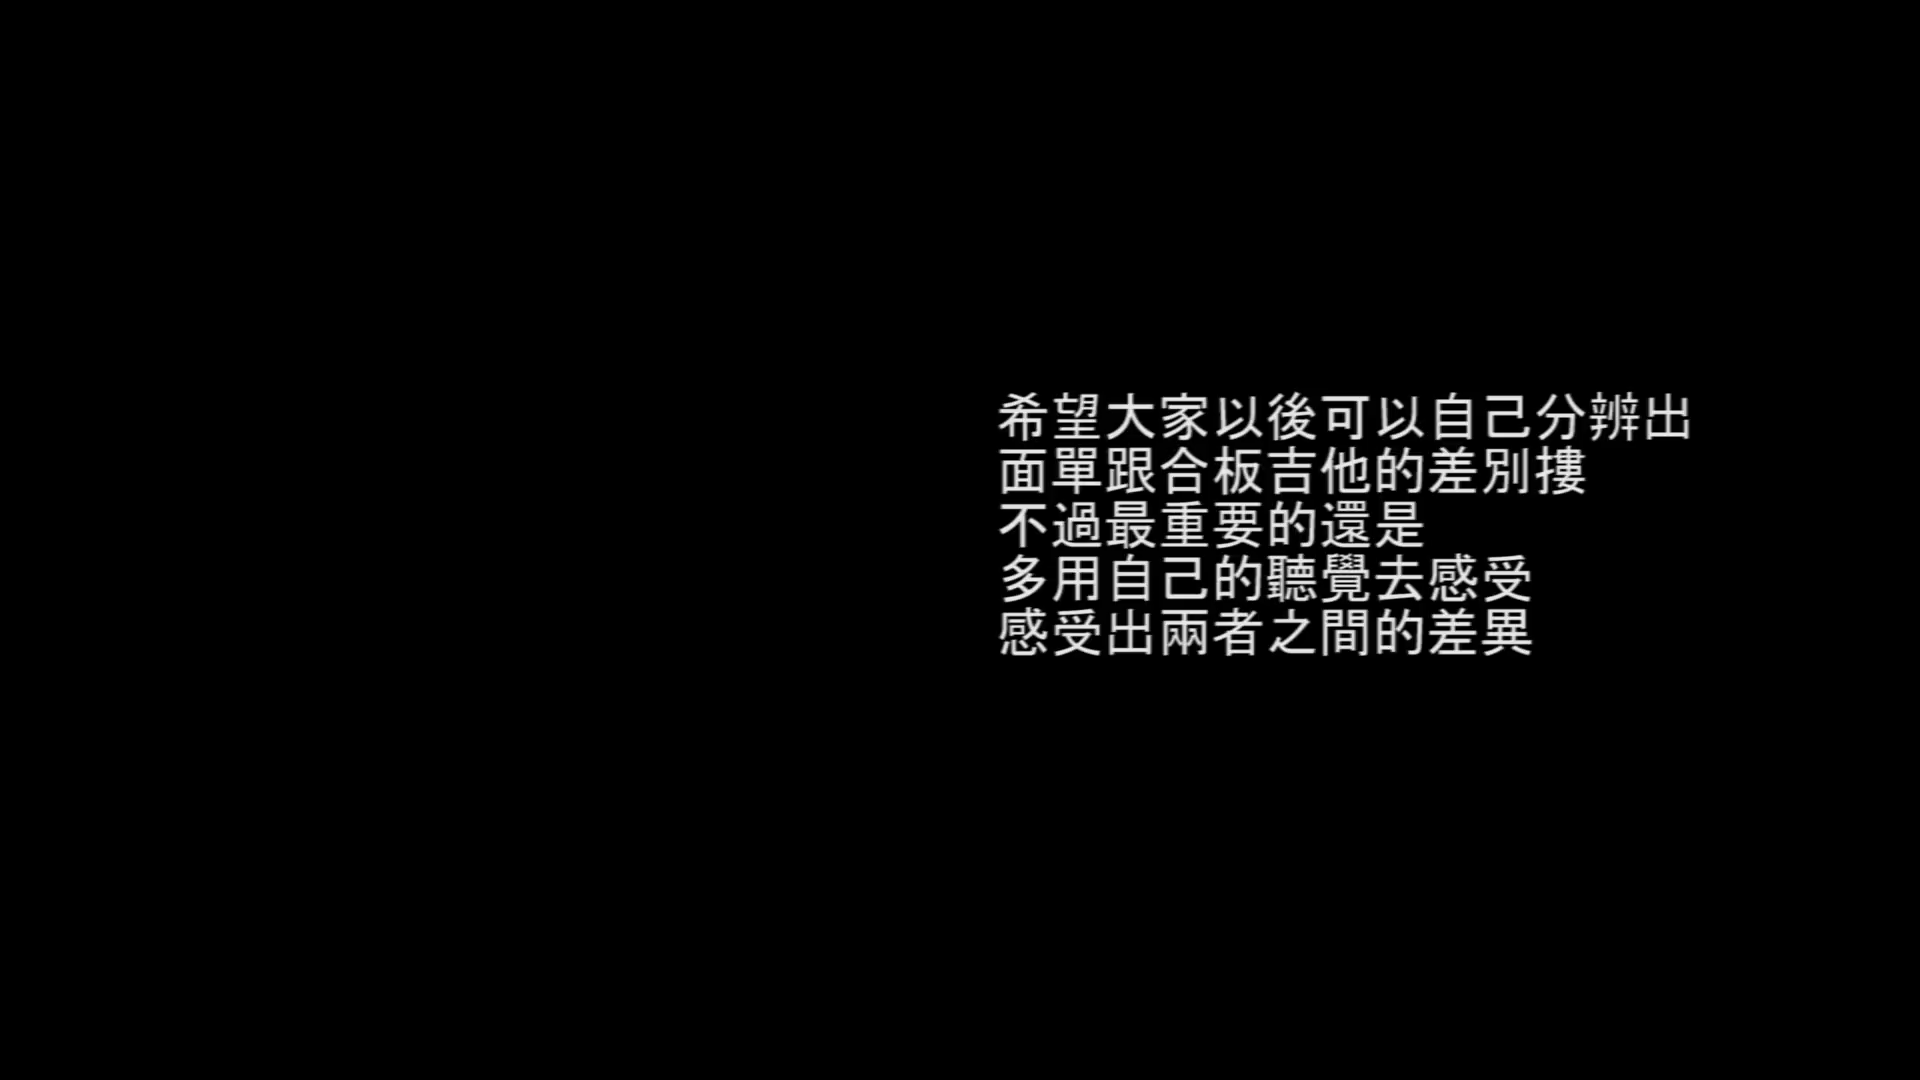 希望大家以後可以自己分辨出
面單跟合板吉他的差別摟
不過最重要的還是
多用自己的聽覺去感受
感受出兩者之間的差異